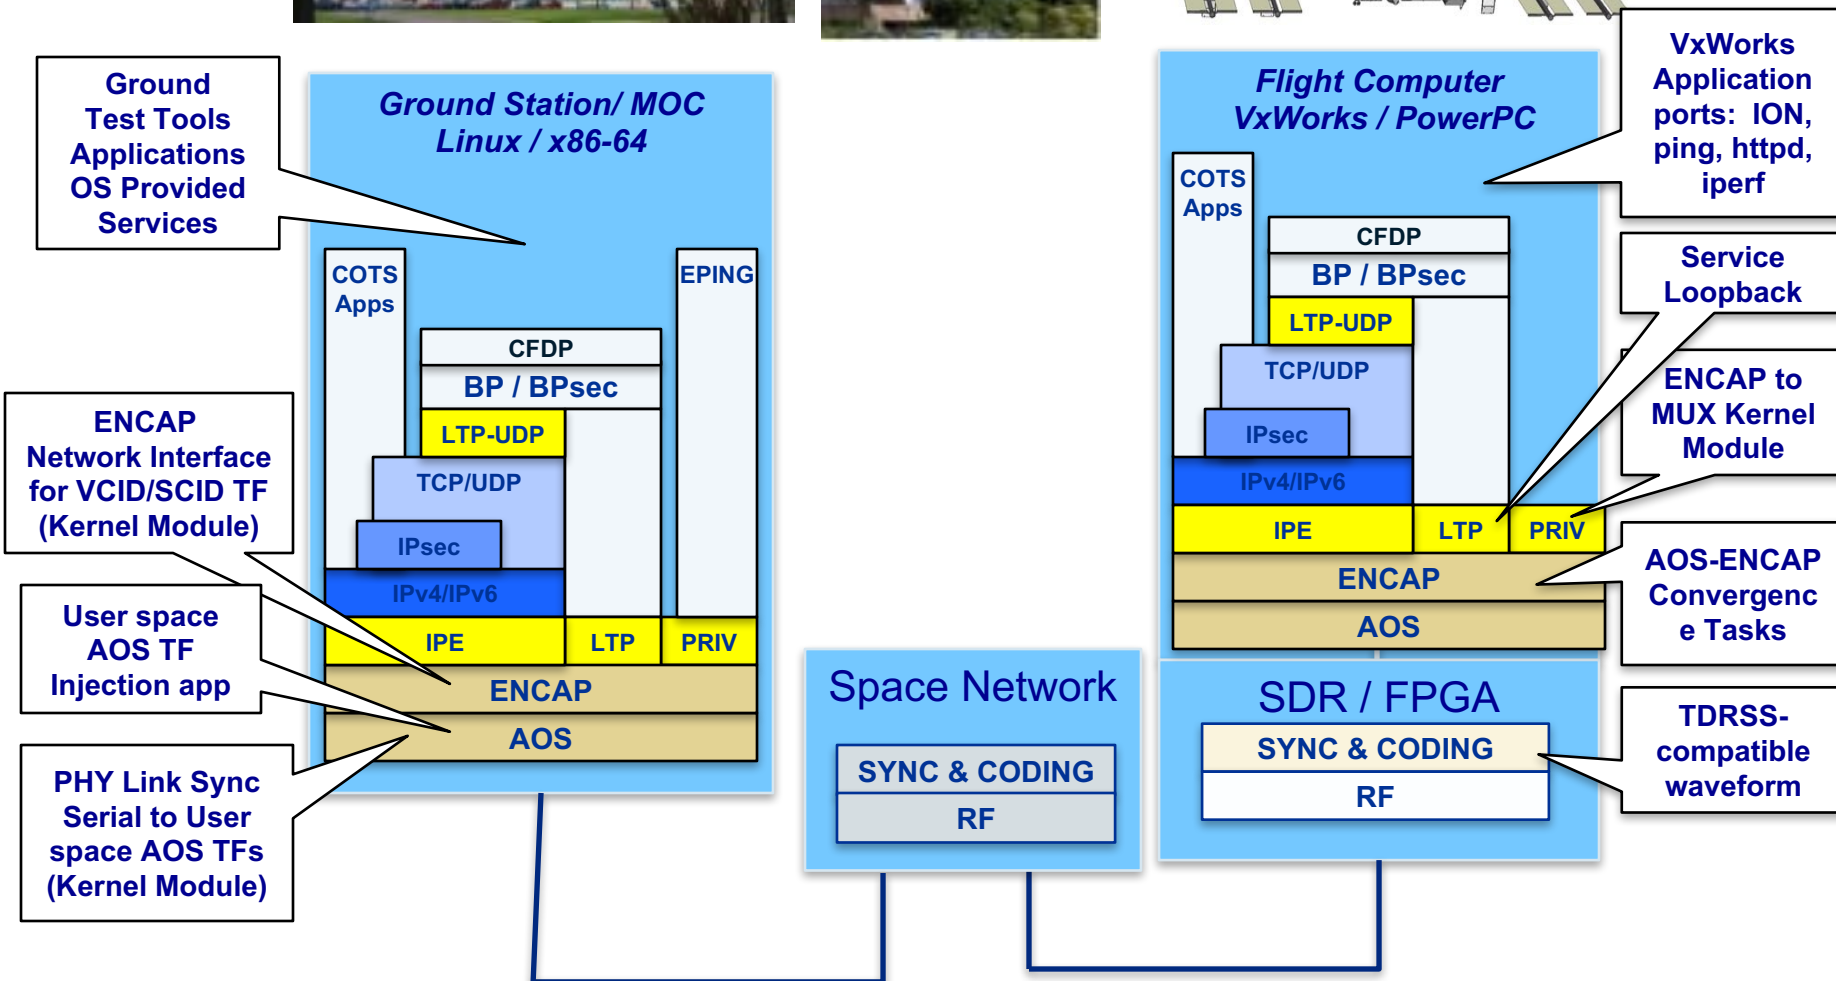 Ground
Test Tools
Applications
OS Provided
Services
Ground Station/ MOC
Linux / x86-64
COTS
Apps
EPING
CFDP
BP / BPsec
LTP-UDP
TCP/UDP
IPsec
IPv4/IPv6
IPE
LTP
PRIV
ENCAP
AOS
ENCAP
Network Interface
for VCID/SCID TF
(Kernel Module)
User space
AOS TF
Injection app
PHY Link Sync
Serial to User
space AOS TFs
(Kernel Module)
Space Network
SYNC & CODING
RF
Flight Computer
VxWorks / PowerPC
COTS
Apps
CFDP
BP / BPsec
LTP-UDP
TCP/UDP
IPsec
IPv4/IPv6
IPE
LTP
PRIV
ENCAP
AOS
SDR / FPGA
SYNC & CODING
RF
VxWorks
Application
ports: ION,
ping, httpd,
iperf
Service
Loopback
ENCAP to
MUX Kernel
Module
AOS-ENCAP
Convergenc
e Tasks
TDRSS-
compatible
waveform